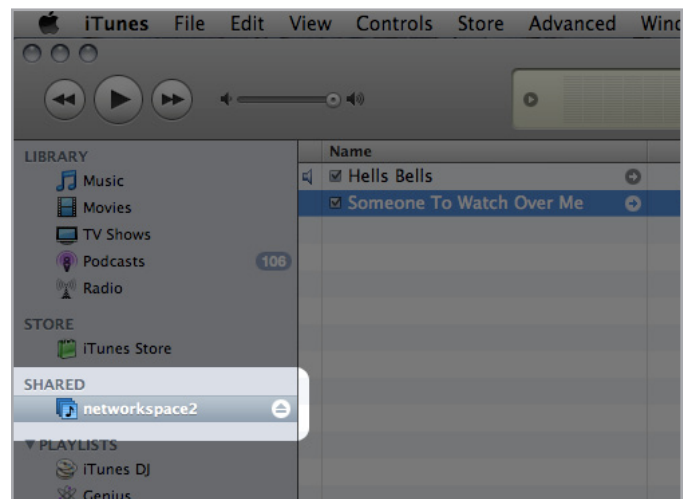 iTunes File Edit View Controls Store Advanced Wind
LIBRARY
Music
Movies
TV Shows
Podcasts 106
Radio
STORE
iTunes Store
SHARED
networkspace2
PLAYLISTS
iTunes DJ
Genius
Name
Hells Bells
Someone To Watch Over Me